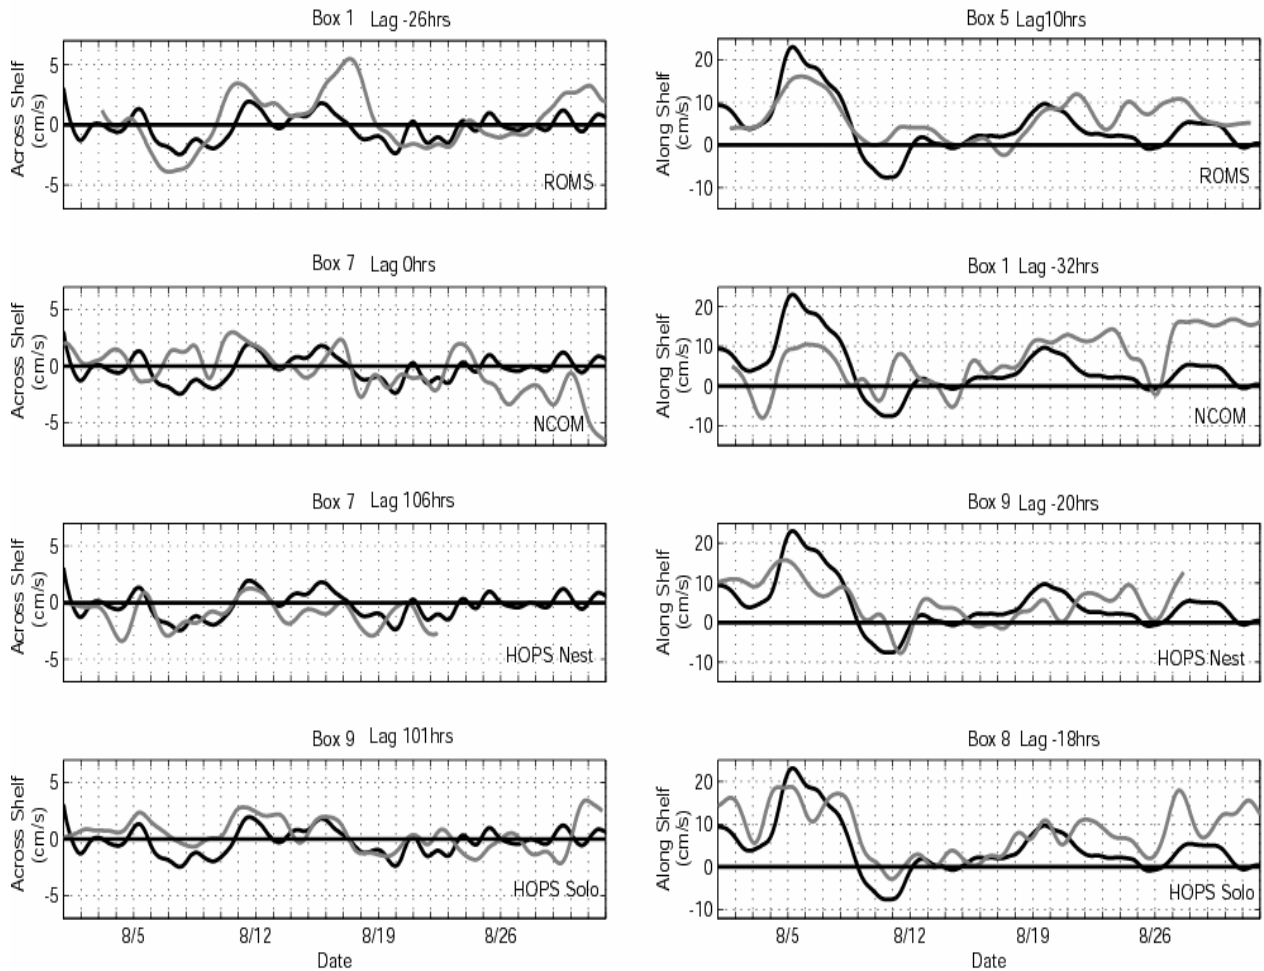 Box 1 Lag -26hrs
Across Shelf
(cm/s)
5
0
-5
ROMS
Box 5 Lag10hrs
Along Shelf
(cm/s)
20
10
0
-10
ROMS
Box 7 Lag 0hrs
Across Shelf
(cm/s)
5
0
-5
NCOM
Box 1 Lag -32hrs
Along Shelf
(cm/s)
20
10
0
-10
NCOM
Box 7 Lag 106hrs
Across Shelf
(cm/s)
5
0
-5
HOPS Nest
Box 9 Lag -20hrs
Along Shelf
(cm/s)
20
10
0
-10
HOPS Nest
Box 9 Lag 101hrs
Across Shelf
(cm/s)
5
0
-5
HOPS Solo
8/5 8/12 8/19 8/26
Date
Box 8 Lag -18hrs
Along Shelf
(cm/s)
20
10
0
-10
HOPS Solo
8/5 8/12 8/19 8/26
Date